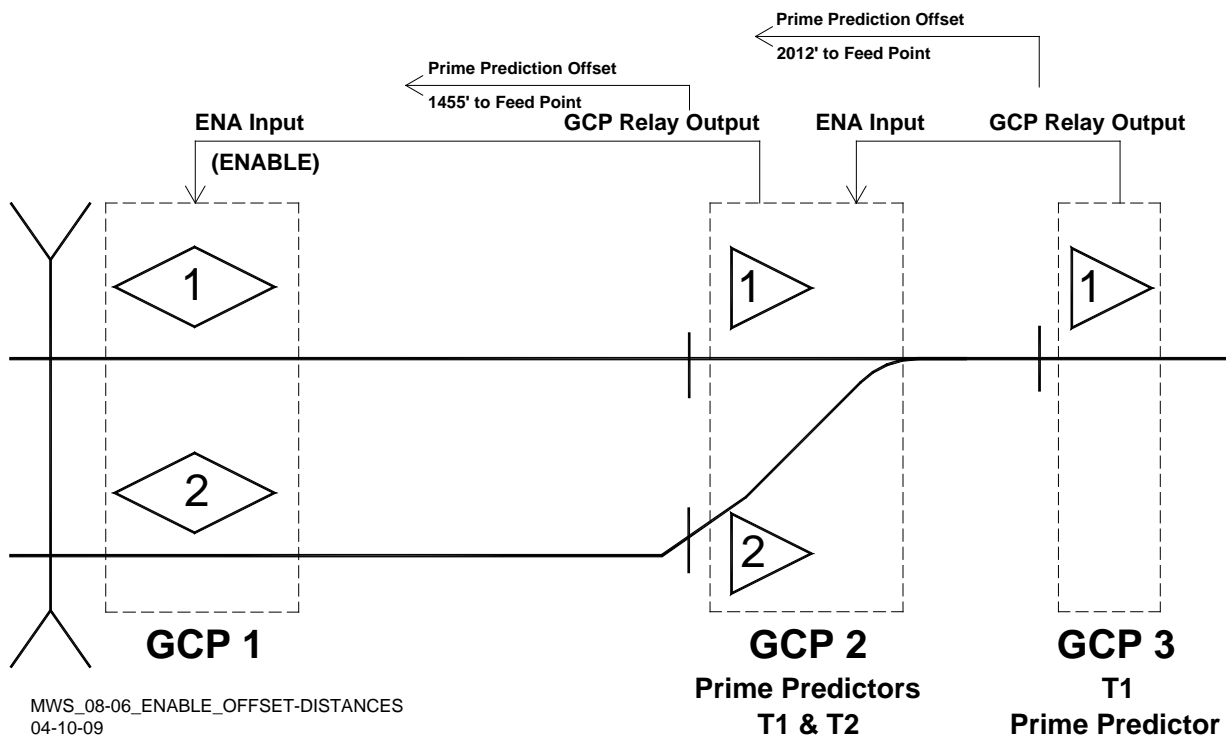 Prime Prediction Offset
2012' to Feed Point
Prime Prediction Offset
1455' to Feed Point
ENA Input
(ENABLE)
GCP Relay Output
ENA Input
GCP Relay Output
1
1
1
2
2
GCP 1
GCP 2
Prime Predictors
T1 & T2
GCP 3
T1
Prime Predictor
MWS_08-06_ENABLE_OFFSET-DISTANCES
04-10-09